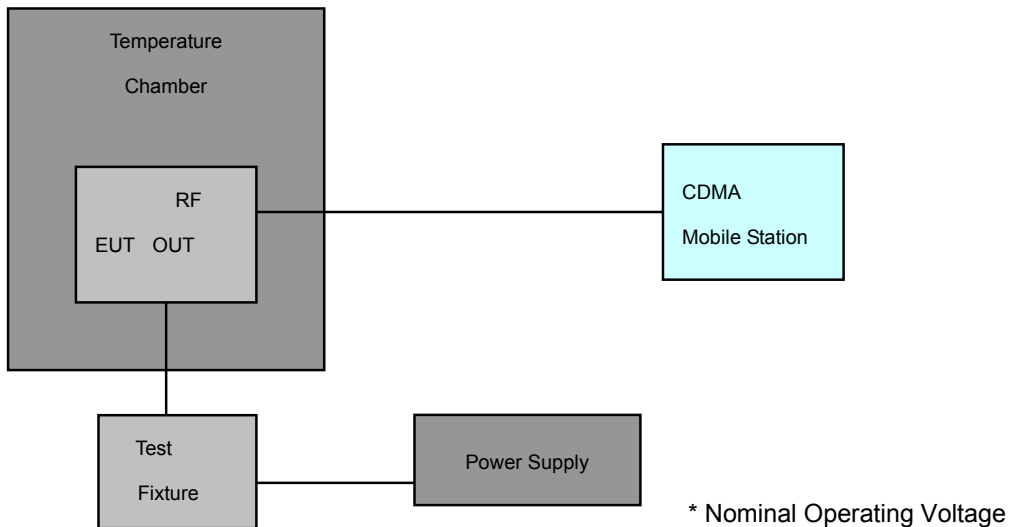 Temperature
Chamber
RF
EUT OUT
CDMA
Mobile Station
Test
Fixture
Power Supply
* Nominal Operating Voltage